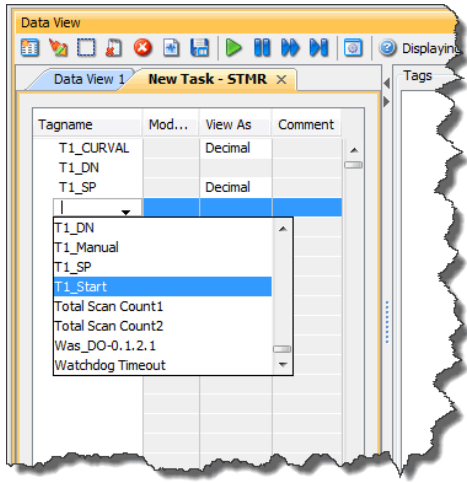 Data View
Displaying
Data View 1 New Task - STMR
Tags
Tagname Mod... View As Comment
T1_CURVAL Decimal
T1_DN
T1_SP Decimal
T1_DN
T1_Manual
T1_SP
T1_Start
Total Scan Count1
Total Scan Count2
Was_DO-0.1.2.1
Watchdog Timeout